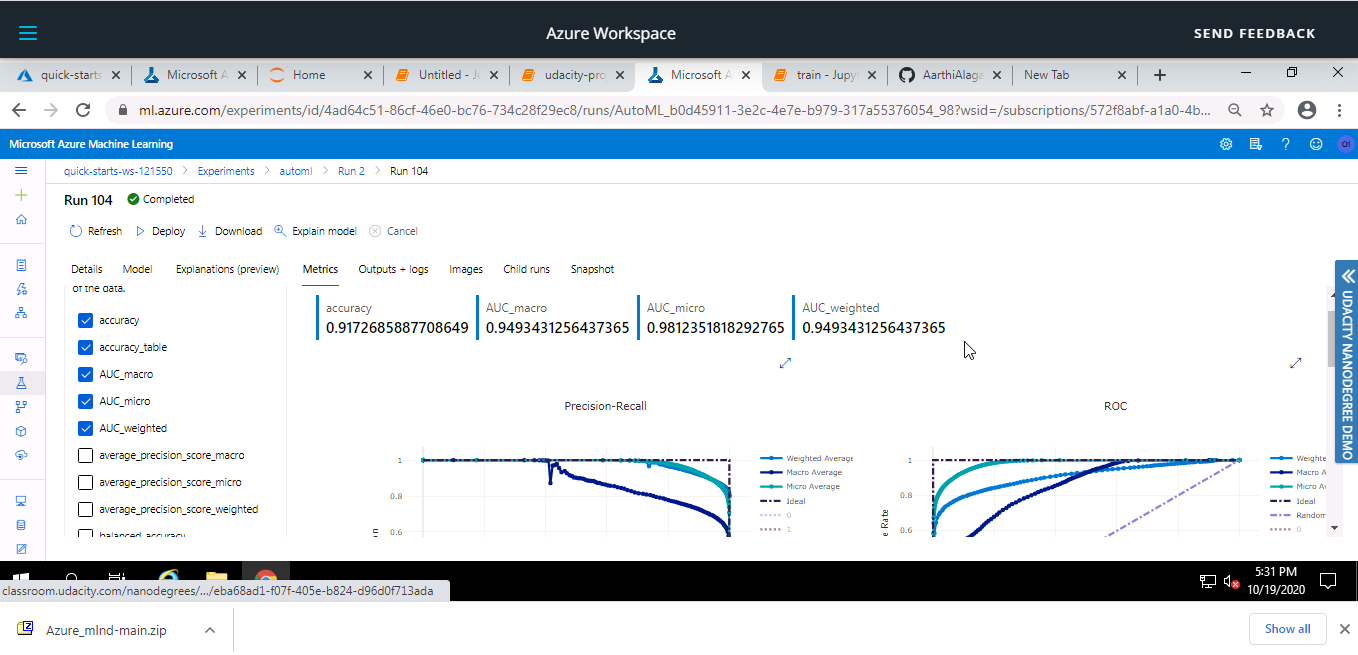 Azure Workspace
SEND FEEDBACK
quick-starts
Microsoft A
Home
Untitled - J
udacity-pro
Microsoft A
train - Jupy
AarthiAlaga
New Tab
ml.azure.com/experiments/id/4ad64c51-86cf-46e0-bc76-734c28f29ec8/runs/AutoML_b0d45911-3e2c-4e7e-b979-317a55376054_98?wsid=/subscriptions/572f8abf-a1a0-4b...
Microsoft Azure Machine Learning
quick-starts-ws-121550 > Experiments > automl > Run 2 > Run 104
Run 104 Completed
Refresh Deploy Download Explain model Cancel
Details Model Explanations (preview) Metrics Outputs + logs Images Child runs Snapshot
of the data.
accuracy
accuracy_table
AUC_macro
AUC_micro
AUC_weighted
average_precision_score_macro
average_precision_score_micro
average_precision_score_weighted
balanced_accuracy
accuracy
0.9172685887708649
AUC_macro
0.9493431256437365
AUC_micro
0.9812351818292765
AUC_weighted
0.9493431256437365
Precision-Recall
1
0.8
0.6
Weighted Average
Macro Average
Micro Average
Ideal
0
1
ROC
1
0.8
0.6
e Rate
Weighte
Macro A
Micro Av
Ideal
Random
0
UDACITY NANODEGREE DEMO
5:31 PM
10/19/2020
classroom.udacity.com/nanodegrees/.../eba68ad1-f07f-405e-b824-d96d0f713ada
Azure_mlnd-main.zip
Show all